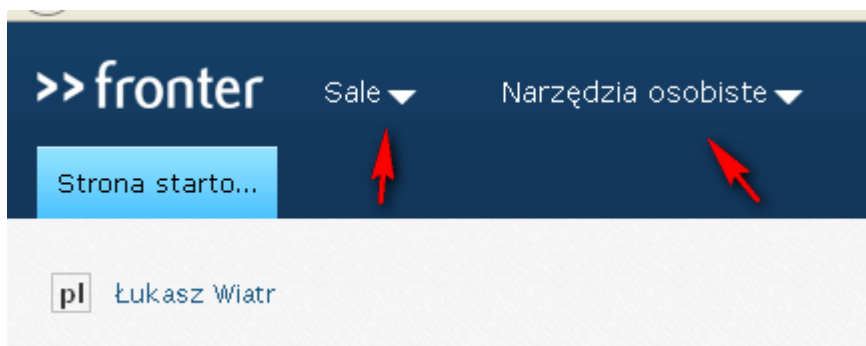 >> fronter Sale Narzędzia osobiste
Strona starto...
pl Łukasz Wiatr